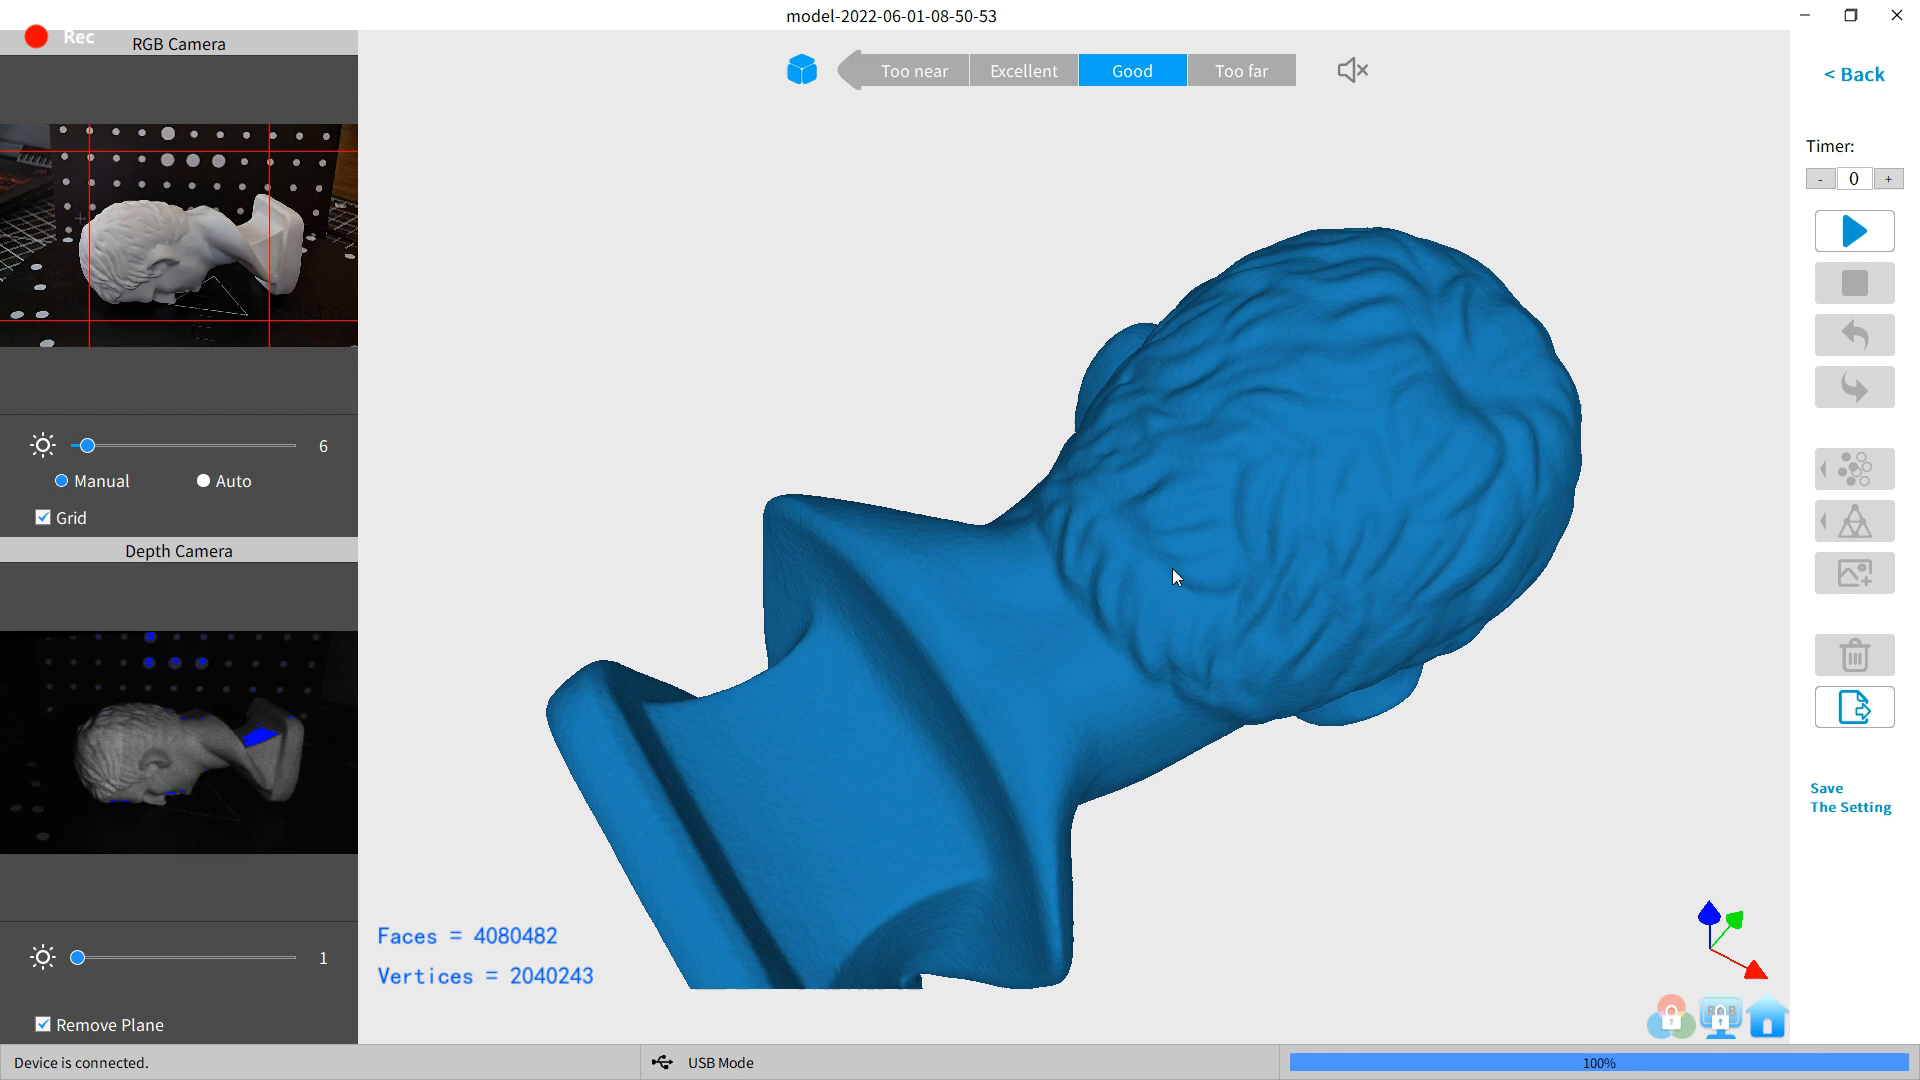 model-2022-06-01-08-50-53
Rec
RGB Camera
Too near
Excellent
Good
Too far
< Back
Timer:
- 0 +
6
Manual
Auto
Grid
Depth Camera
Save
The Setting
Faces = 4080482
Vertices = 2040243
1
Remove Plane
RGB
Device is connected.
USB Mode
100%